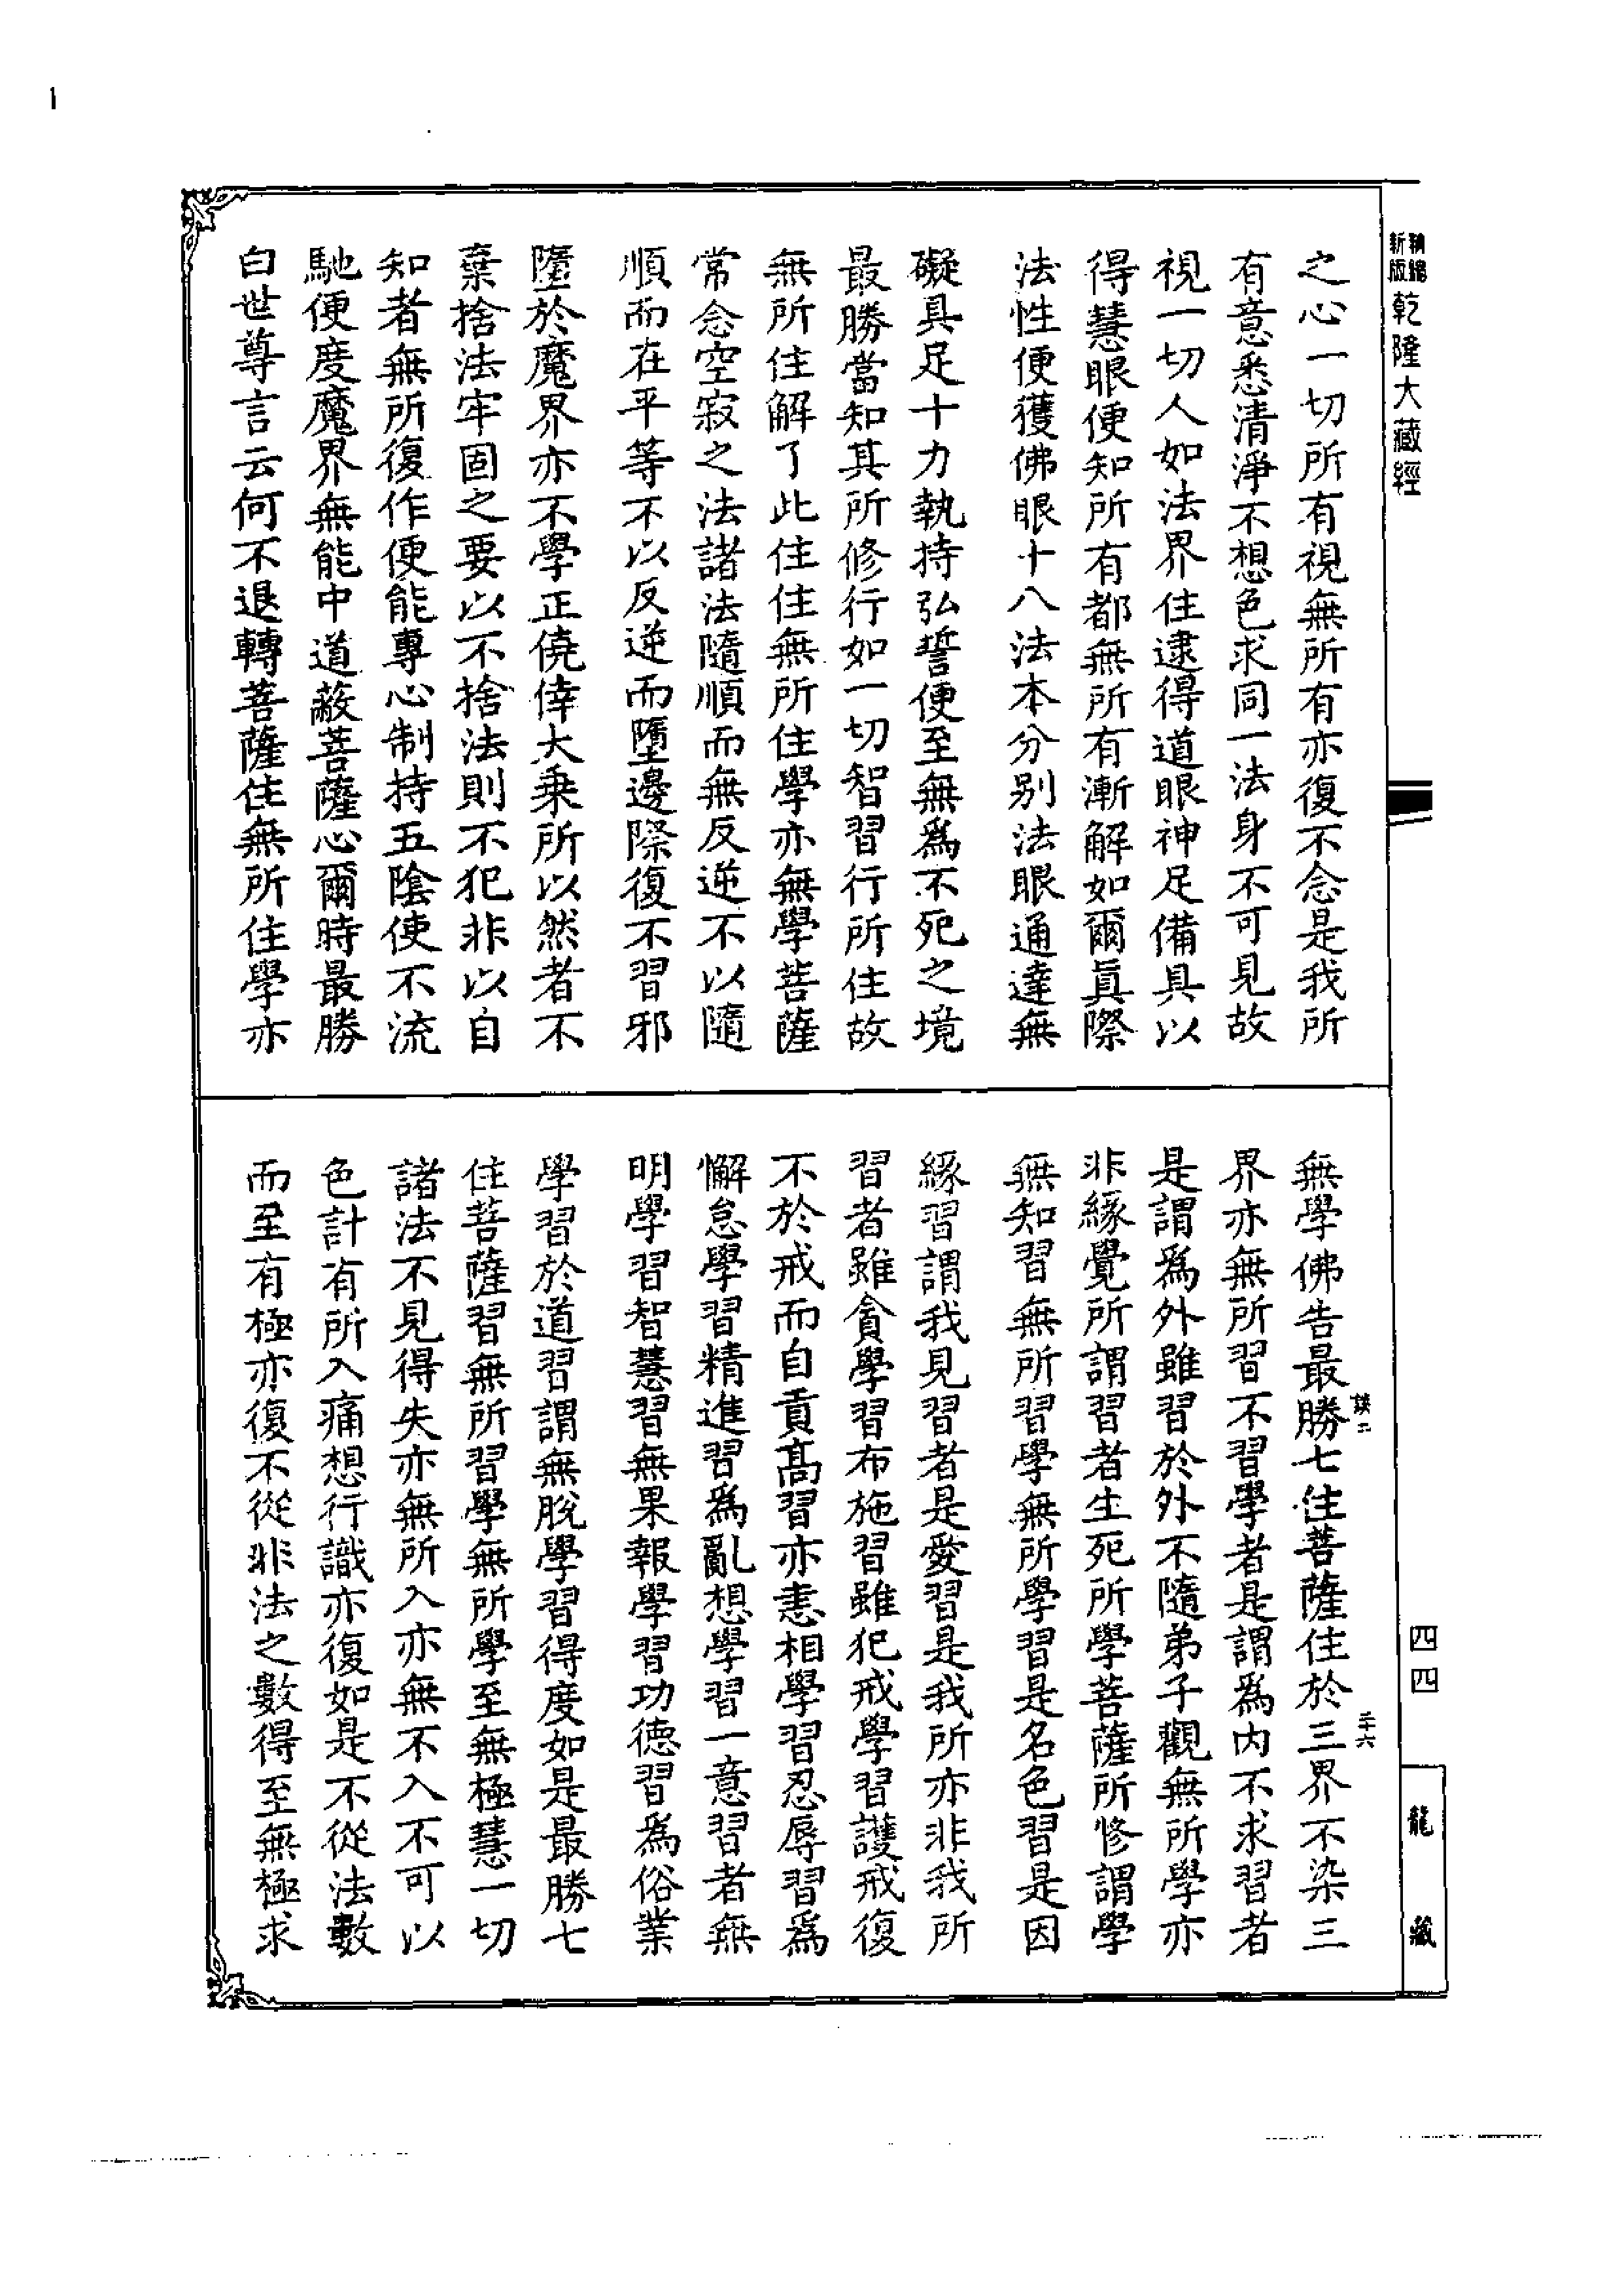 新版
精縮
乾隆大藏經
之心一切所有視無所有亦復不念是我所
有意悉清淨不想色求同一法身不可見故
視一切人如法界住逮得道眼神足備具以
得慧眼便知所有都無所有漸解如爾眞際
法性便獲佛眼十八法本分别法眼通達無
礙具足十力執持弘誓便至無爲不死之境
最勝當知其所修行如一切智習行所住故
無所住解了此住住無所住學亦無學菩薩
常念空寂之法諸法隨順而無反逆不以隨
順而在平等不以反逆而墮邊際復不習邪
墮於魔界亦不學正僥倖大乗所以然者不
棄捨法牢固之要以不捨法則不犯非以自
知者無所復作便能專心制持五陰使不流
馳便度魔界無能中道蔽菩薩心爾時最勝
白世尊言云何不退轉菩薩住無所住學亦
無學佛告最勝七住菩薩住於三界不染三
界亦無所習不習學者是謂爲内不求習者
是謂爲外雖習於外不隨弟子觀無所學亦
非緣覺所謂習者生死所學菩薩所修謂學
無知習無所習學無所學習是名色習是因
緣習謂我見習者是愛習是我所亦非我所
習者雖貪學習布施習雖犯戒學習護戒復
不於戒而自貢高習亦恚相學習忍辱習爲
懈怠學習精進習爲亂想學習一意習者無
明學習智慧習無果報學習功德習爲俗業
學習於道習謂無脫學習得度如是最勝七
住菩薩習無所習學無所學至無極慧一切
諸法不見得失亦無所入亦無不入不可以
色計有所入痛想行識亦復如是不從法數
而至有極亦復不從非法之數得至無極求
四四
二十六
龍藏